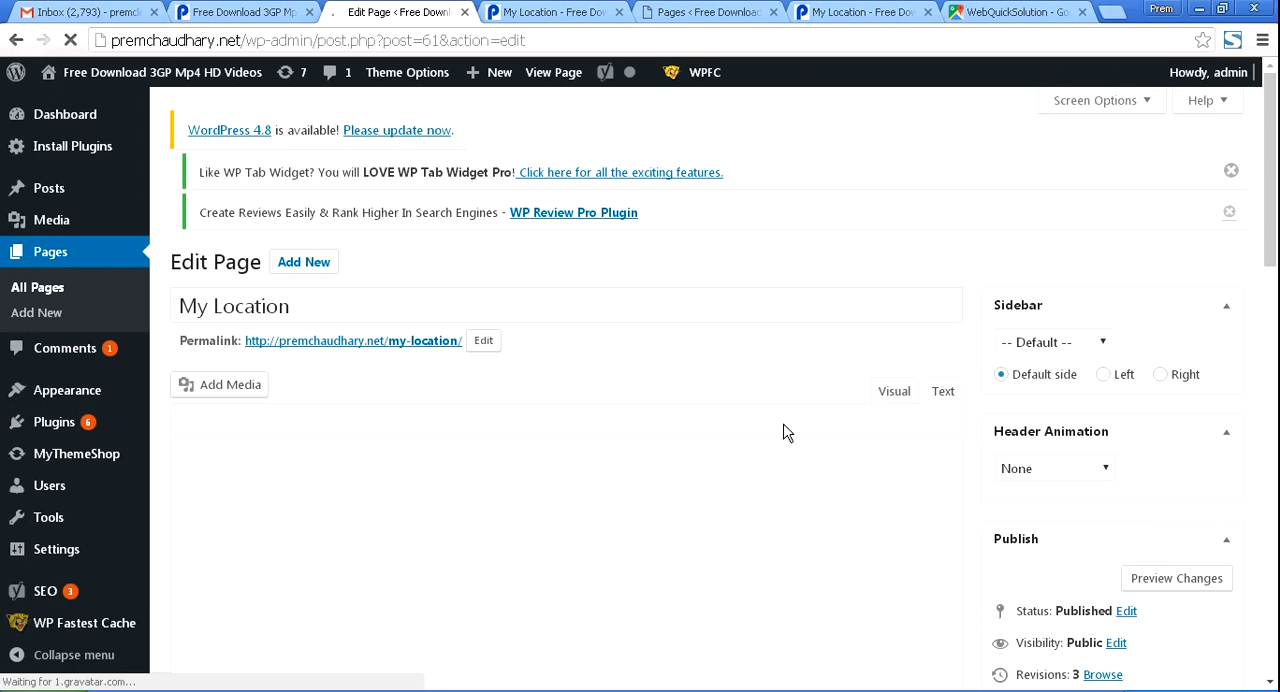 Inbox (2,793) - premch
Free Download 3GP Mp
Edit Page ‹ Free Downl
My Location - Free Dow
Pages ‹ Free Download
My Location - Free Dow
WebQuickSolution - Go
Prem
premchaudhary.net/wp-admin/post.php?post=61&action=edit
Free Download 3GP Mp4 HD Videos
7
1
Theme Options
+ New
View Page
WPFC
Howdy, admin
Screen Options
Help
Dashboard
Install Plugins
Posts
Media
Pages
All Pages
Add New
Comments 1
Appearance
Plugins 6
MyThemeShop
Users
Tools
Settings
SEO 3
WP Fastest Cache
Collapse menu
WordPress 4.8 is available! Please update now.
Like WP Tab Widget? You will LOVE WP Tab Widget Pro! Click here for all the exciting features.
Create Reviews Easily & Rank Higher In Search Engines - WP Review Pro Plugin
Edit Page
Add New
My Location
Permalink: http://premchaudhary.net/my-location/ Edit
Add Media
Visual
Text
Sidebar
-- Default --
Default side
Left
Right
Header Animation
None
Publish
Preview Changes
Status: Published Edit
Visibility: Public Edit
Revisions: 3 Browse
Waiting for 1.gravatar.com...